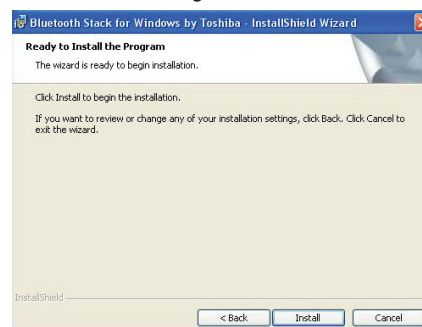 Bluetooth Stack for Windows by Toshiba - InstallShield Wizard
Ready to Install the Program
The wizard is ready to begin installation.
Click Install to begin the installation.
If you want to review or change any of your installation settings, click Back. Click Cancel to
exit the wizard.
InstallShield
< Back
Install
Cancel